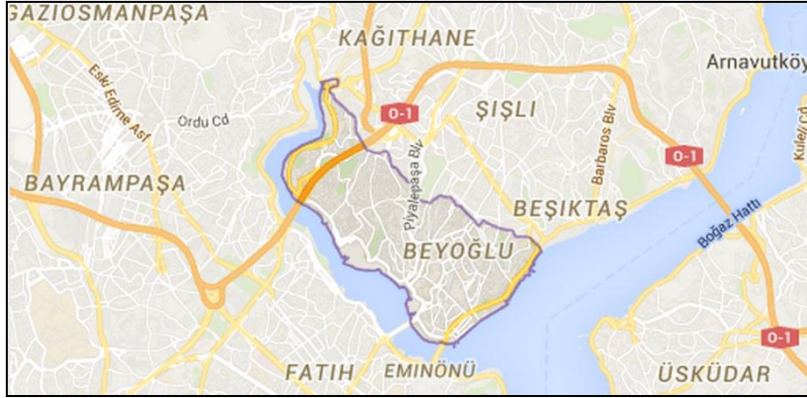 GAZIOSMANPAŞA
KAĞITHANE
Arnavutköy
Eski Edirne Asf
Ordu Cd
O-1
ŞIŞLI
Barbaros Blv
Kuleli Cd
O-1
Piyalepaşa Blv
BAYRAMPAŞA
BEŞIKTAŞ
Boğaz Hattı
BEYOĞLU
O-1
FATIH
EMINÖNÜ
ÜSKÜDAR